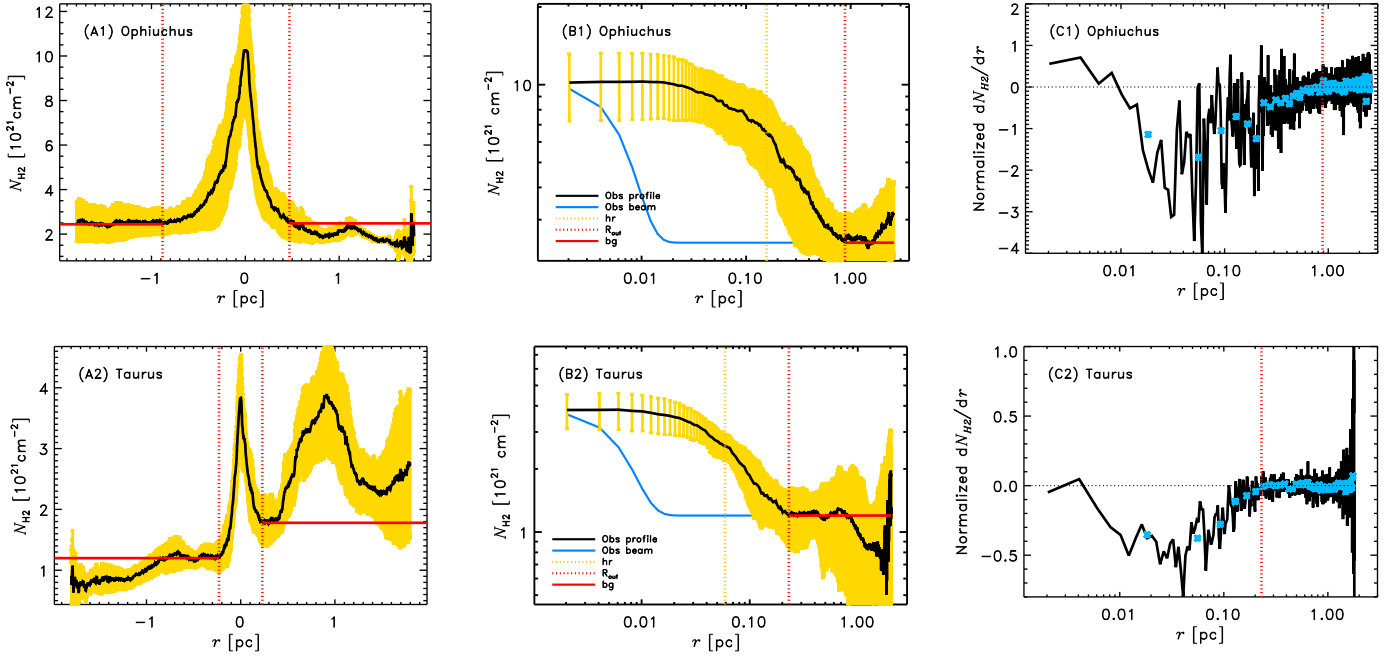 (A1) Ophiuchus
12
10
8
6
4
2
N_H2 [10^21 cm^-2]
-1
0
1
r [pc]
(B1) Ophiuchus
10
N_H2 [10^21 cm^-2]
Obs profile
Obs beam
hr
R_out
bg
0.01
0.10
1.00
r [pc]
(C1) Ophiuchus
2
1
0
-1
-2
-3
-4
Normalized dN_H2/dr
0.01
0.10
1.00
r [pc]
(A2) Taurus
4
3
2
1
N_H2 [10^21 cm^-2]
-1
0
1
r [pc]
(B2) Taurus
1
N_H2 [10^21 cm^-2]
Obs profile
Obs beam
hr
R_out
bg
0.01
0.10
1.00
r [pc]
(C2) Taurus
1.0
0.5
0.0
-0.5
Normalized dN_H2/dr
0.01
0.10
1.00
r [pc]